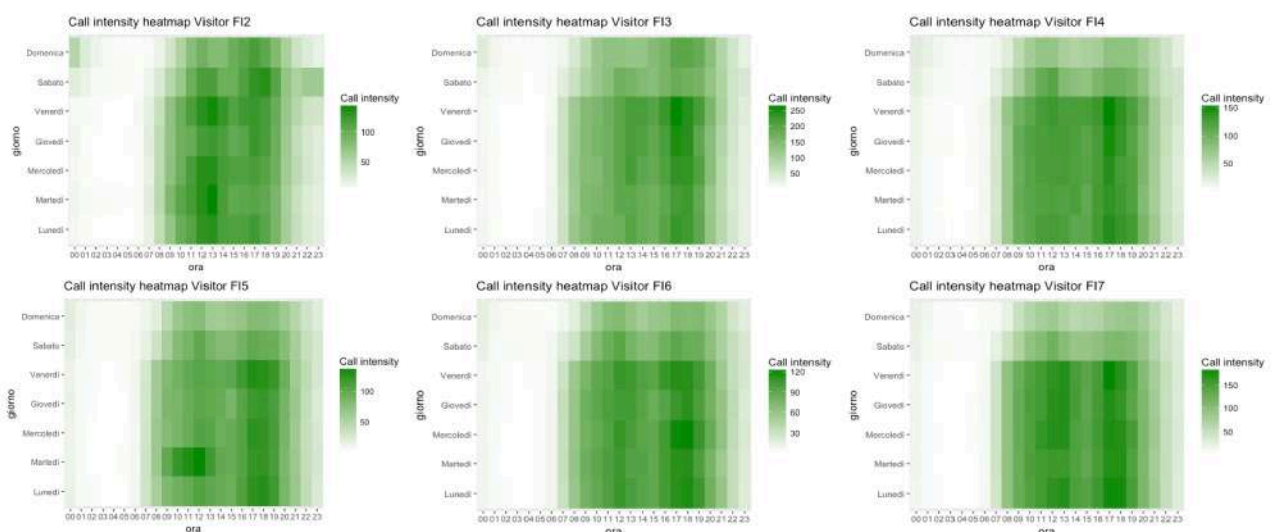 Call intensity heatmap Visitor FI2
Domenica
Sabato
Venerdì
Giovedì
Mercoledì
Martedì
Lunedì
giorno
00 01 02 03 04 05 06 07 08 09 10 11 12 13 14 15 16 17 18 19 20 21 22 23
ora
Call intensity
100
50
Call intensity heatmap Visitor FI3
Domenica
Sabato
Venerdì
Giovedì
Mercoledì
Martedì
Lunedì
giorno
00 01 02 03 04 05 06 07 08 09 10 11 12 13 14 15 16 17 18 19 20 21 22 23
ora
Call intensity
250
200
150
100
50
Call intensity heatmap Visitor FI4
Domenica
Sabato
Venerdì
Giovedì
Mercoledì
Martedì
Lunedì
giorno
00 01 02 03 04 05 06 07 08 09 10 11 12 13 14 15 16 17 18 19 20 21 22 23
ora
Call intensity
150
100
50
Call intensity heatmap Visitor FI5
Domenica
Sabato
Venerdì
Giovedì
Mercoledì
Martedì
Lunedì
giorno
00 01 02 03 04 05 06 07 08 09 10 11 12 13 14 15 16 17 18 19 20 21 22 23
ora
Call intensity
100
50
Call intensity heatmap Visitor FI6
Domenica
Sabato
Venerdì
Giovedì
Mercoledì
Martedì
Lunedì
giorno
00 01 02 03 04 05 06 07 08 09 10 11 12 13 14 15 16 17 18 19 20 21 22 23
ora
Call intensity
120
90
60
30
Call intensity heatmap Visitor FI7
Domenica
Sabato
Venerdì
Giovedì
Mercoledì
Martedì
Lunedì
giorno
00 01 02 03 04 05 06 07 08 09 10 11 12 13 14 15 16 17 18 19 20 21 22 23
ora
Call intensity
150
100
50